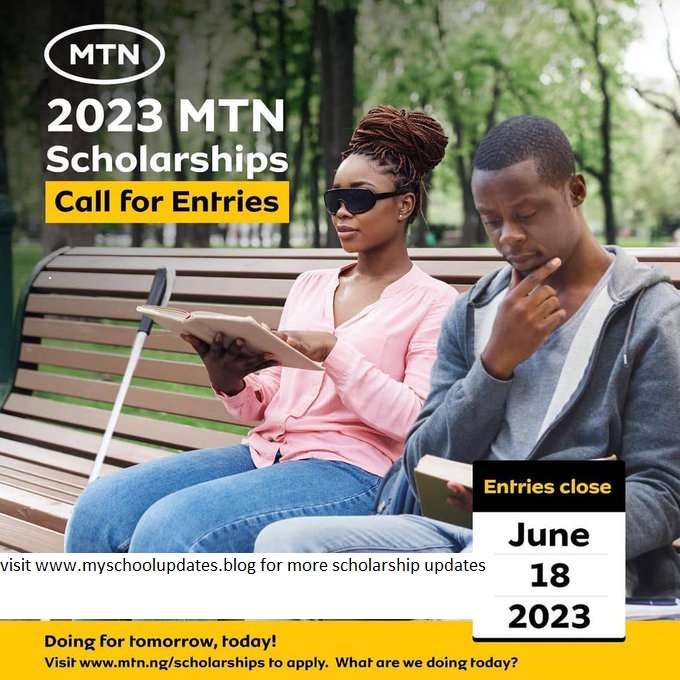 MTN
2023 MTN
Scholarships
Call for Entries
Entries close
June
18
2023
visit www.myschoolupdates.blog for more scholarship updates
Doing for tomorrow, today!
Visit www.mtn.ng/scholarships to apply. What are we doing today?